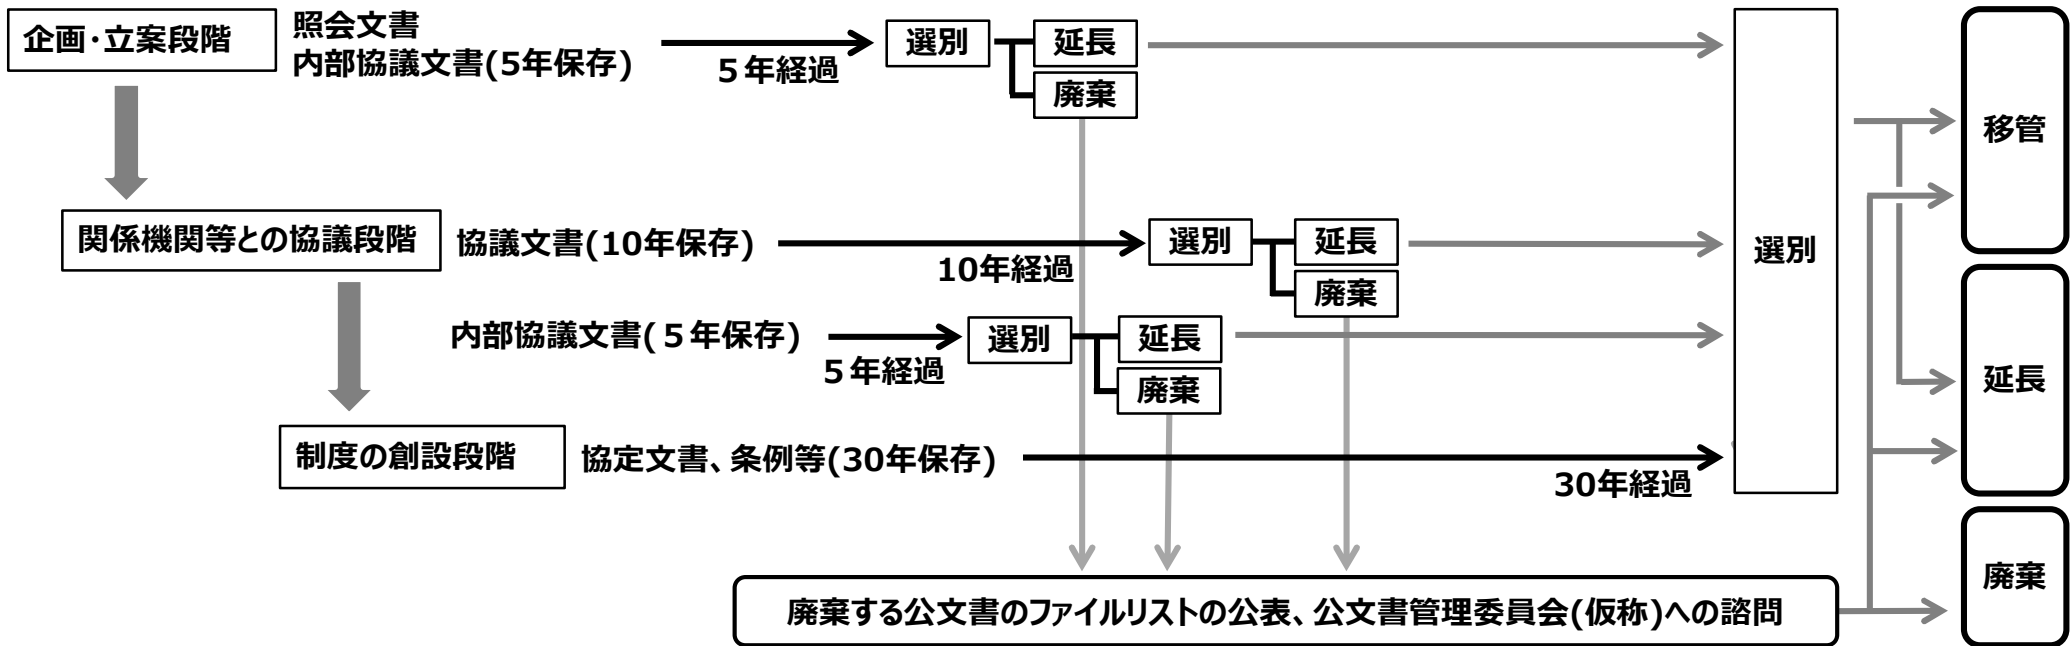 企画・立案段階
照会文書
内部協議文書(5年保存)
５年経過
選別
延長
廃棄
関係機関等との協議段階
協議文書(10年保存)
10年経過
選別
延長
廃棄
内部協議文書(５年保存)
５年経過
選別
延長
廃棄
制度の創設段階
協定文書、条例等(30年保存)
30年経過
選別
移管
延長
廃棄
廃棄する公文書のファイルリストの公表、公文書管理委員会(仮称)への諮問